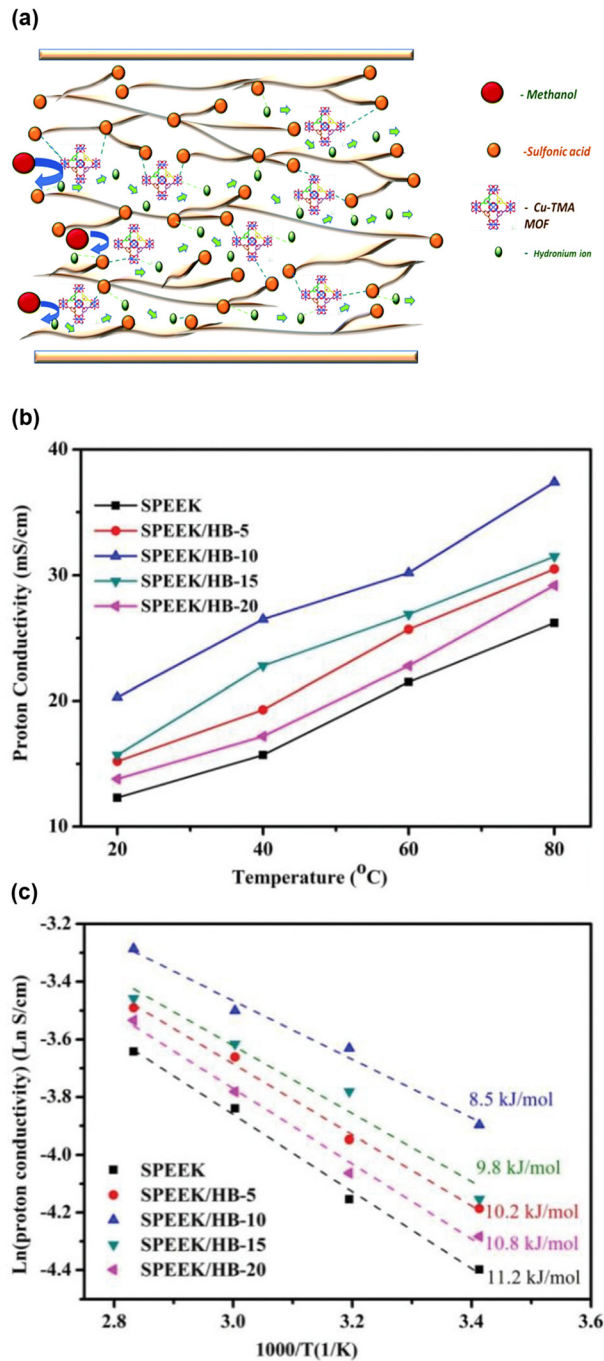 (a)
- Methanol
-Sulfonic acid
- Cu-TMA
MOF
- Hydronium ion
(b)
Proton Conductivity (mS/cm)
40
30
20
10
SPEEK
SPEEK/HB-5
SPEEK/HB-10
SPEEK/HB-15
SPEEK/HB-20
20
40
60
80
Temperature (°C)
(c)
Ln(proton conductivity) (Ln S/cm)
-3.2
-3.4
-3.6
-3.8
-4.0
-4.2
-4.4
8.5 kJ/mol
9.8 kJ/mol
10.2 kJ/mol
10.8 kJ/mol
11.2 kJ/mol
SPEEK
SPEEK/HB-5
SPEEK/HB-10
SPEEK/HB-15
SPEEK/HB-20
2.8
3.0
3.2
3.4
3.6
1000/T(1/K)